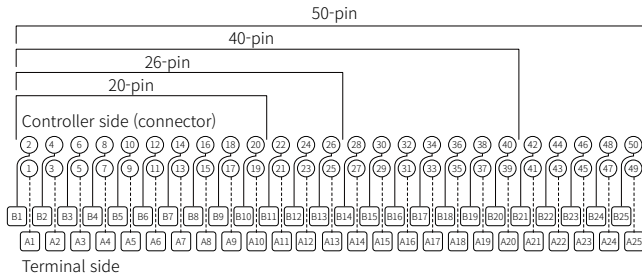 50-pin
40-pin
26-pin
20-pin
Controller side (connector)
2 4 6 8 10 12 14 16 18 20 22 24 26 28 30 32 34 36 38 40 42 44 46 48 50
1 3 5 7 9 11 13 15 17 19 21 23 25 27 29 31 33 35 37 39 41 43 45 47 49
B1 B2 B3 B4 B5 B6 B7 B8 B9 B10 B11 B12 B13 B14 B15 B16 B17 B18 B19 B20 B21 B22 B23 B24 B25
A1 A2 A3 A4 A5 A6 A7 A8 A9 A10 A11 A12 A13 A14 A15 A16 A17 A18 A19 A20 A21 A22 A23 A24 A25
Terminal side